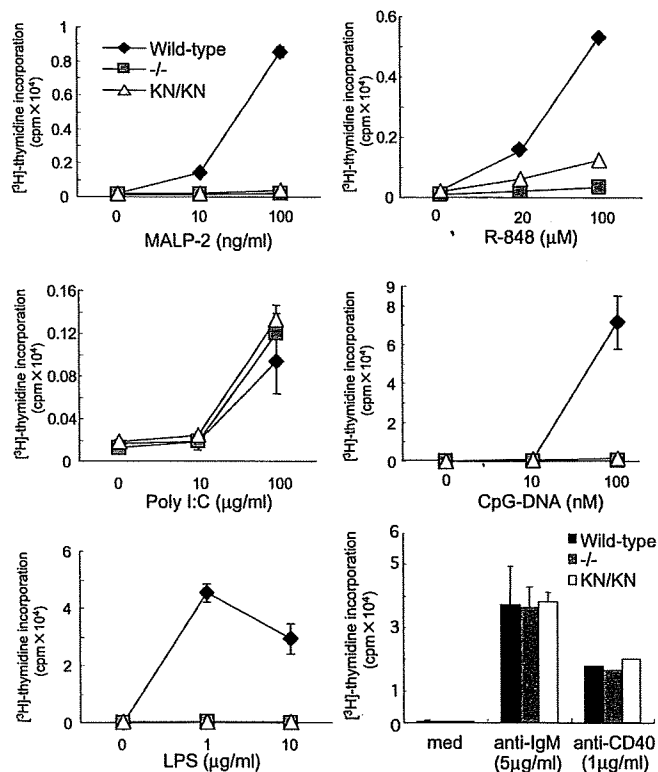 [³H]-thymidine incorporation
(cpm×10⁴)
1
0.8
0.6
0.4
0.2
0
Wild-type
-/-
KN/KN
0
10
100
MALP-2 (ng/ml)
[³H]-thymidine incorporation
(cpm×10⁴)
0.6
0.4
0.2
0
0
20
100
R-848 (μM)
[³H]-thymidine incorporation
(cpm×10⁴)
0.16
0.12
0.08
0.04
0
0
10
100
Poly I:C (μg/ml)
[³H]-thymidine incorporation
(cpm×10⁴)
8
6
4
2
0
0
10
100
CpG-DNA (nM)
[³H]-thymidine incorporation
(cpm×10⁴)
6
4
2
0
0
1
10
LPS (μg/ml)
[³H]-thymidine incorporation
(cpm×10⁴)
6
5
3
2
0
Wild-type
-/-
KN/KN
med
anti-IgM
(5μg/ml)
anti-CD40
(1μg/ml)